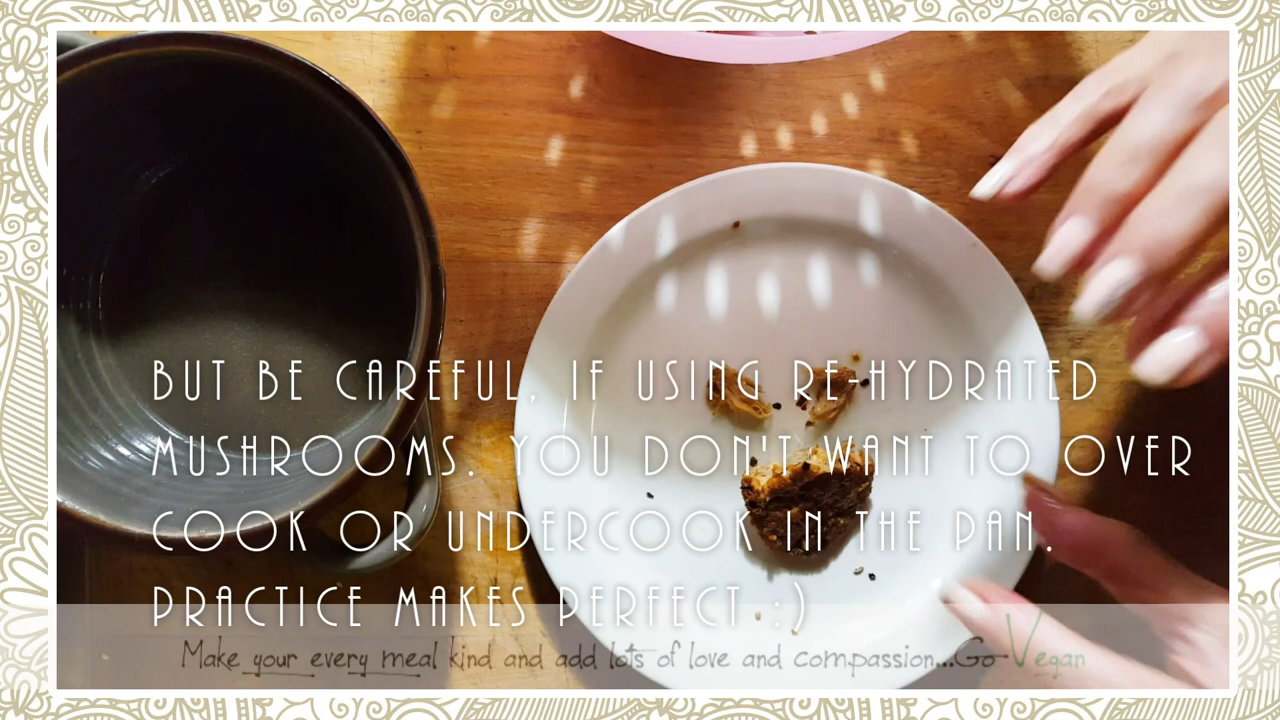 BUT BE CAREFUL, IF USING RE-HYDRATED
MUSHROOMS. YOU DON'T WANT TO OVER
COOK OR UNDERCOOK IN THE PAN.
PRACTICE MAKES PERFECT :)
Make your every meal kind and add lots of love and compassion...Go Vegan